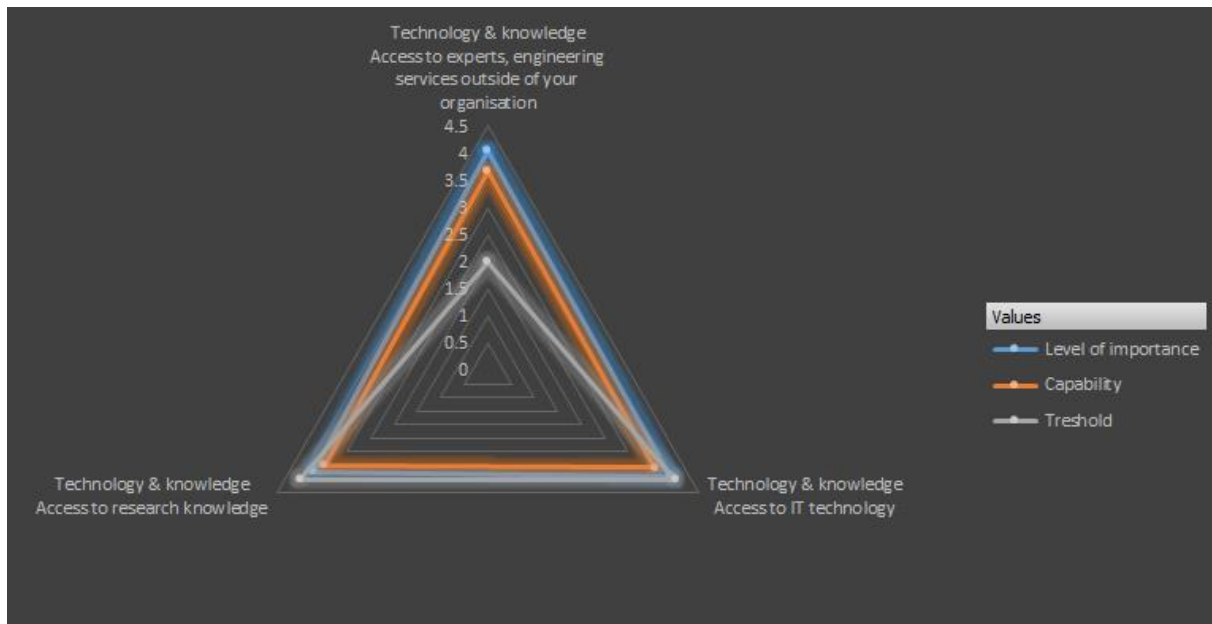 Technology & knowledge
Access to experts, engineering
services outside of your
organisation
4.5
4
3.5
3
2.5
2
1.5
1
0.5
0
Technology & knowledge
Access to research knowledge
Technology & knowledge
Access to IT technology
Values
Level of importance
Capability
Treshold